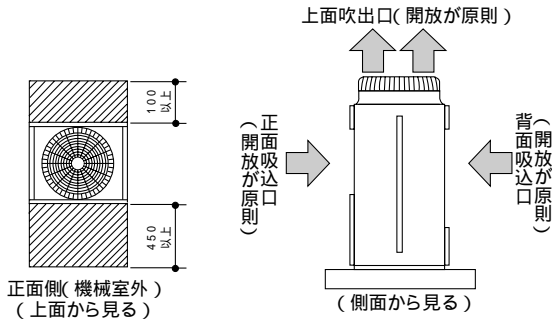 上面吹出口(開放が原則)
100
以上
450
以上
正面側(機械室外)
(上面から見る)
正面吸込口
(開放が原則)
背面吸込口
(開放が原則)
(側面から見る)